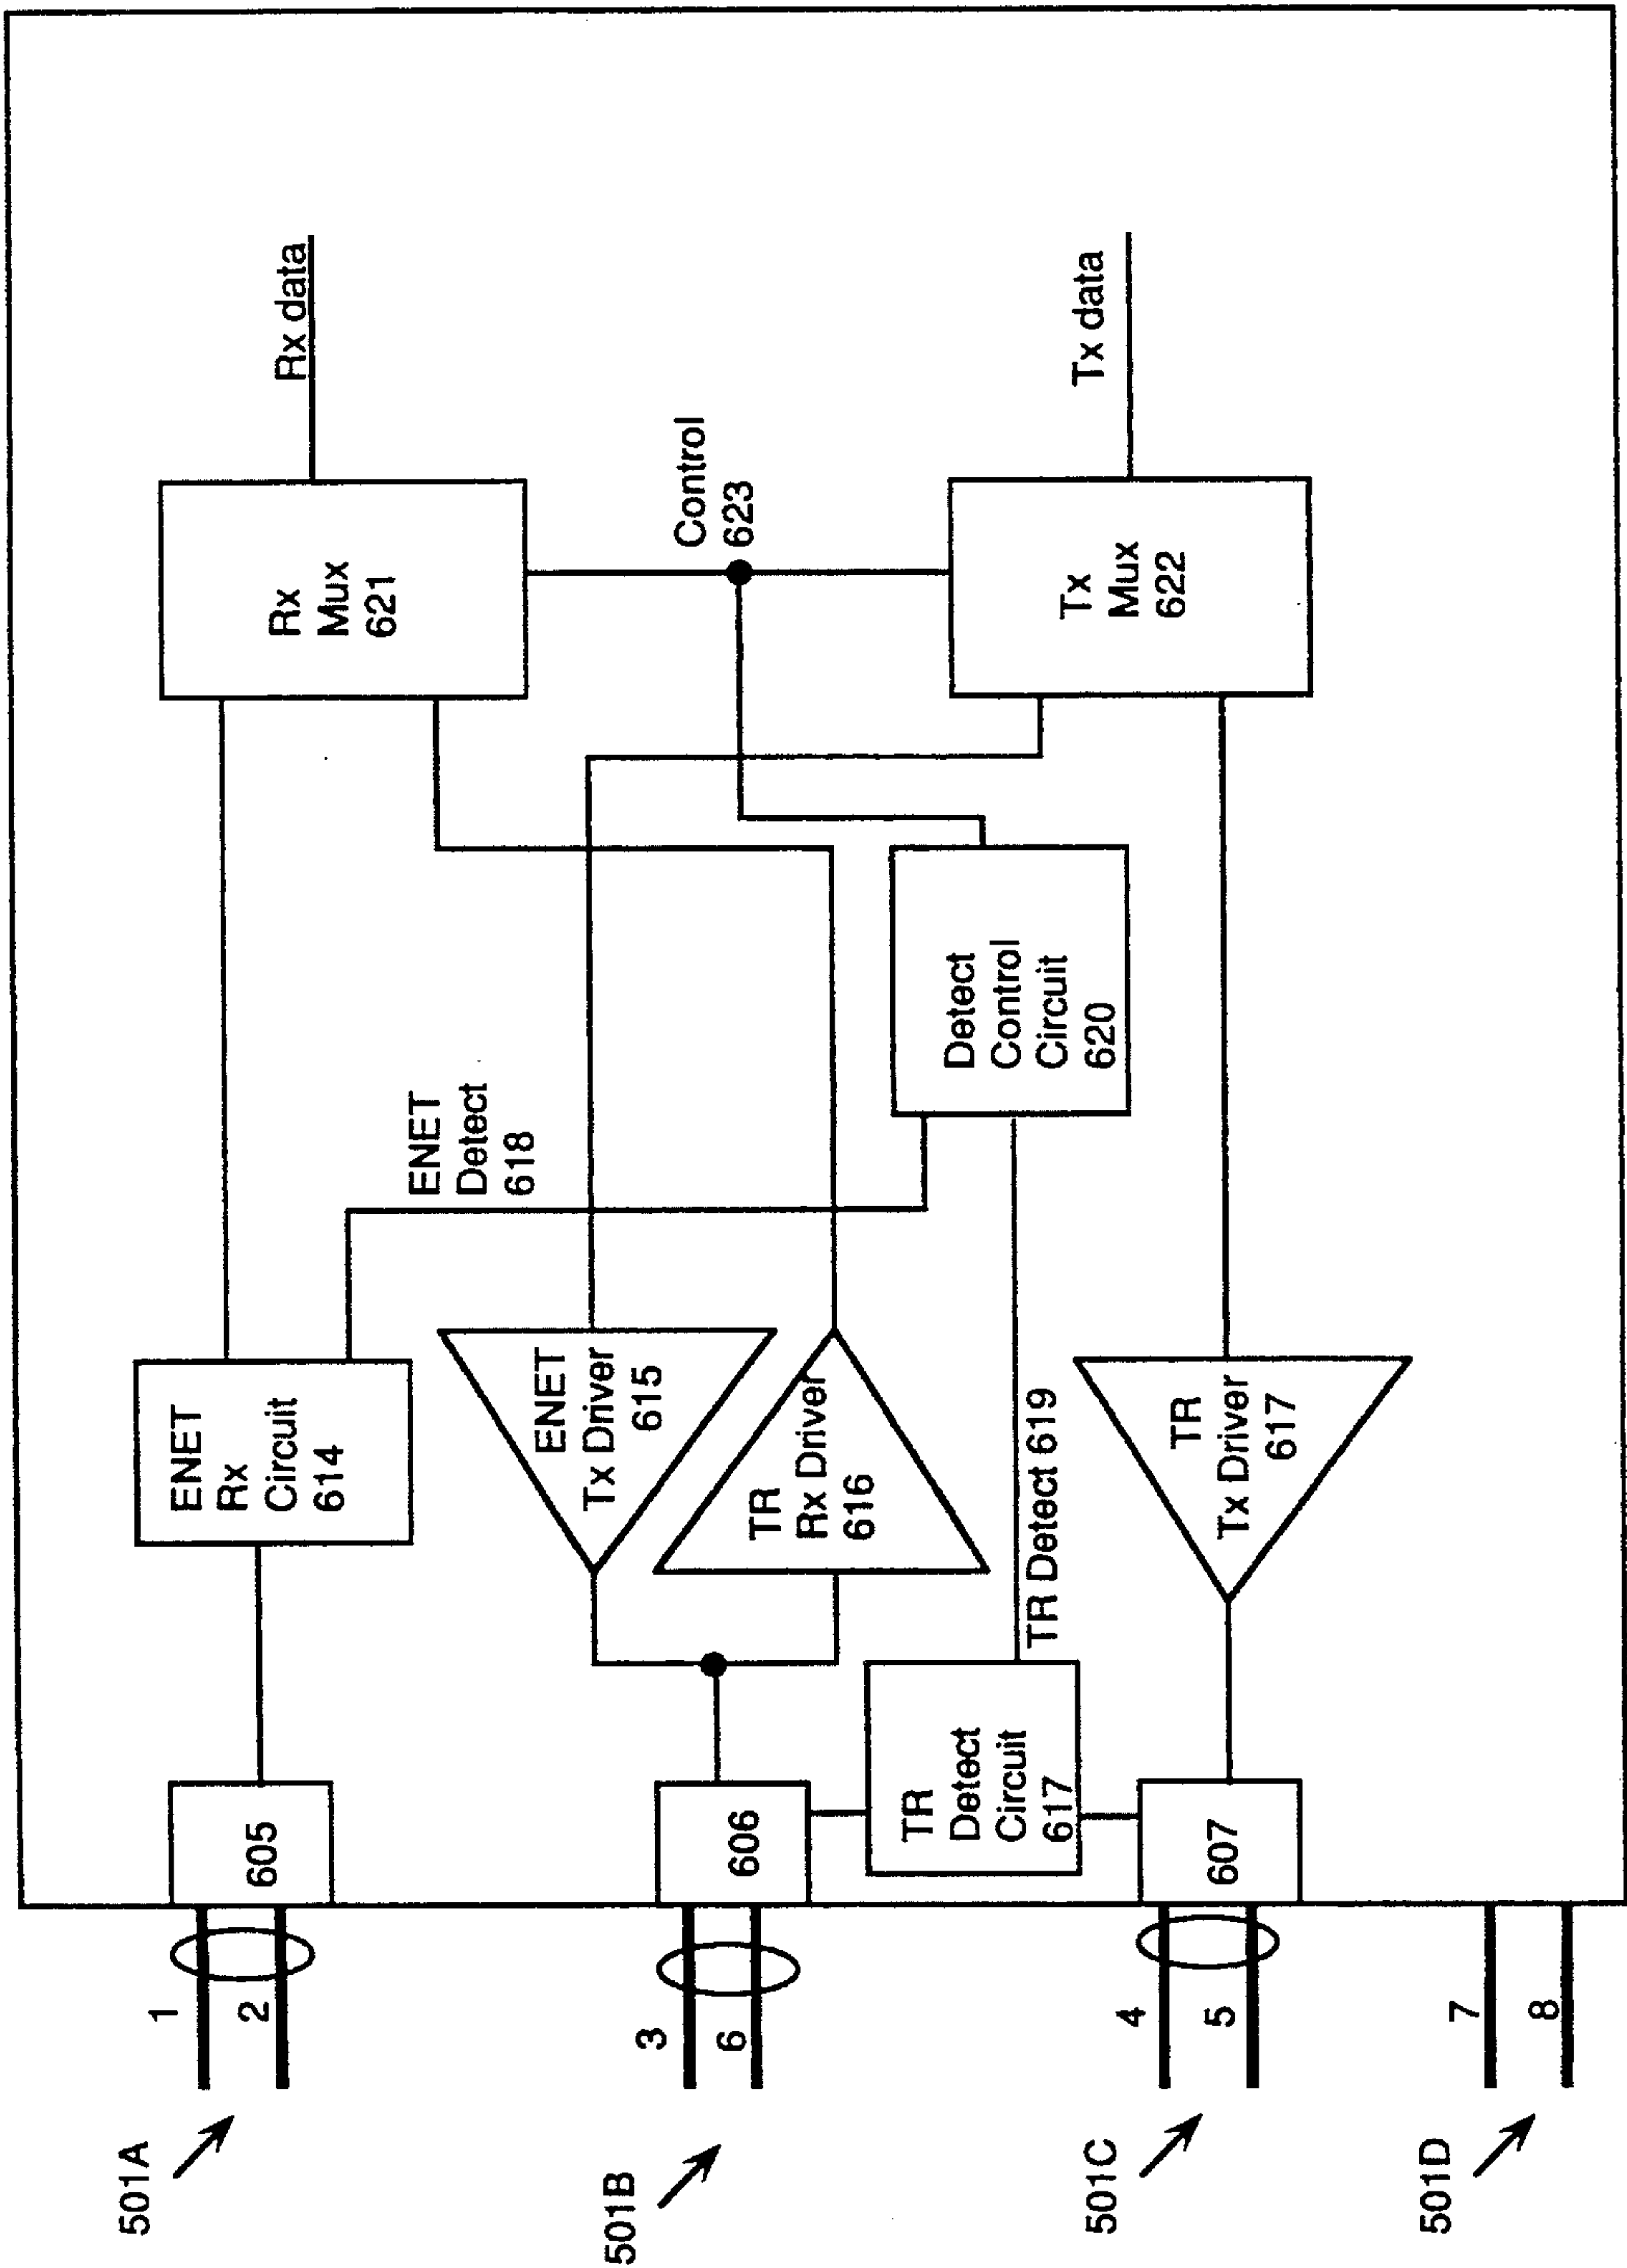 501A
1
2
605
ENET
Rx
Circuit
614
ENET
Detect
618
Rx
Mux
621
Rx data
501B
3
6
606
ENET
Tx Driver
615
TR
Rx Driver
616
Control
623
TR
Detect
Circuit
617
TR Detect 619
Detect
Control
Circuit
620
501C
4
5
607
TR
Tx Driver
617
Tx
Mux
622
Tx data
501D
7
8